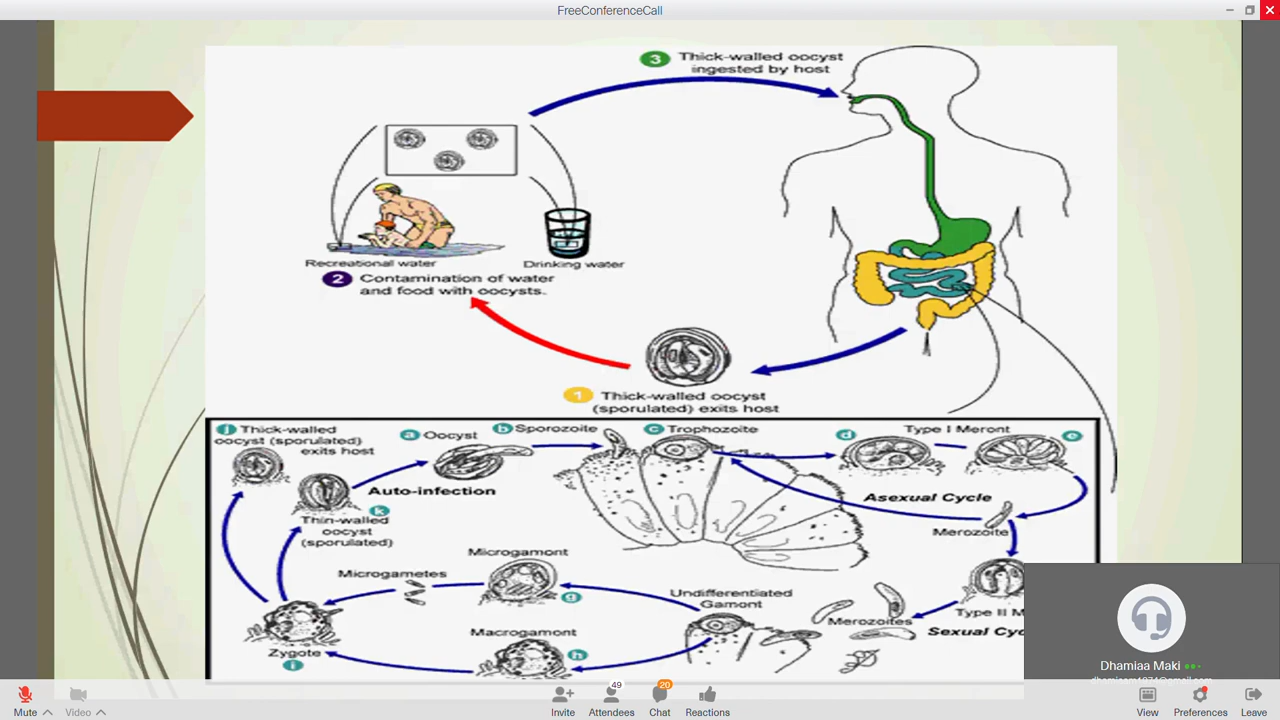 FreeConferenceCall
3 Thick-walled oocyst
ingested by host
Recreational water
Drinking water
2 Contamination of water
and food with oocysts.
1 Thick-walled oocyst
(sporulated) exits host
j Thick-walled
oocyst (sporulated)
exits host
a Oocyst
b Sporozoite
c Trophozoite
d
Type I Meront
e
Auto-infection
k
Thin-walled
oocyst
(sporulated)
Asexual Cycle
Merozoite
Microgamont
Microgametes
g
Undifferentiated
Gamont
Merozoites
Type II M
Sexual Cyc
Macrogamont
h
Zygote
i
Dhamiaa Maki
49
20
Mute
Video
Invite
Attendees
Chat
Reactions
View
Preferences
Leave